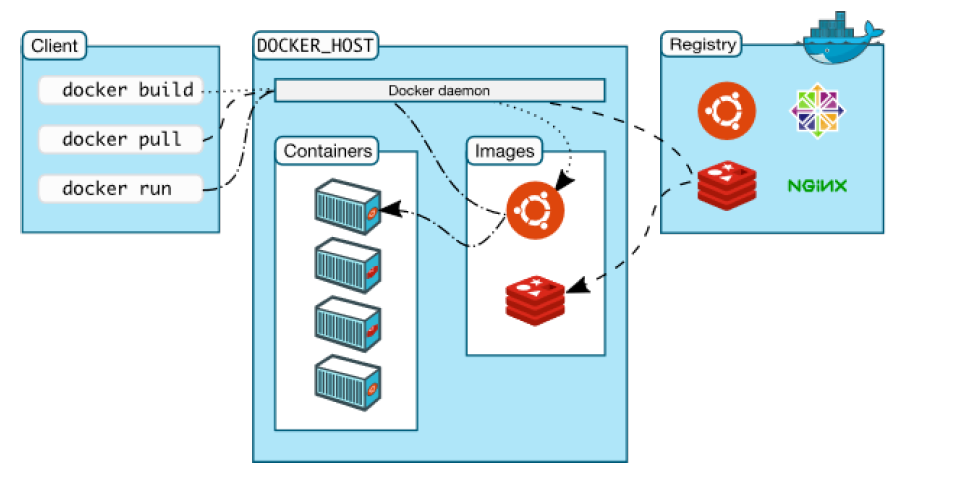 Client
docker build
docker pull
docker run
DOCKER_HOST
Docker daemon
Containers
Images
Registry
NGiNX